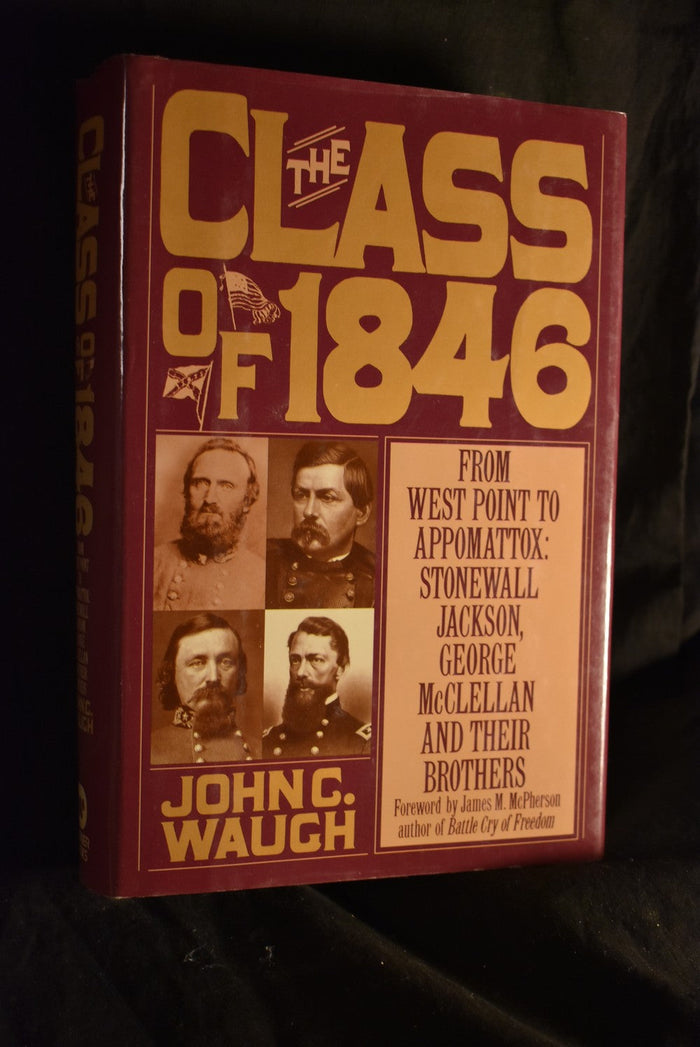 THE
CLASS
OF 1846
FROM
WEST POINT TO
APPOMATTOX:
STONEWALL
JACKSON,
GEORGE
McCLELLAN
AND THEIR
BROTHERS
Foreword by James M. McPherson
author of Battle Cry of Freedom
JOHN C.
WAUGH
THE CLASS OF 1846